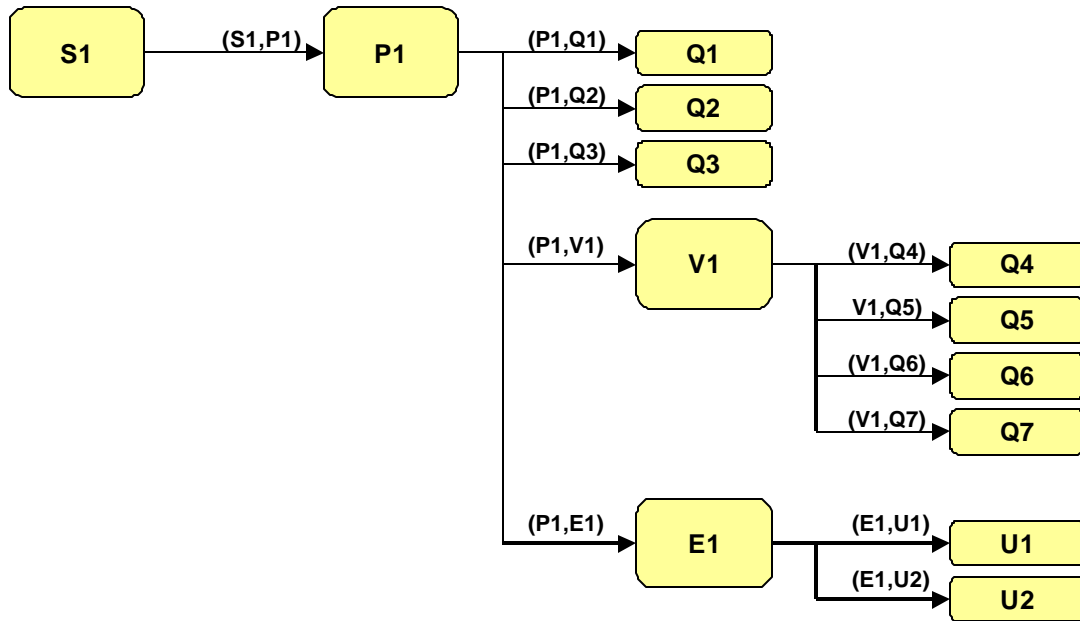 S1
(S1,P1)
P1
(P1,Q1)
Q1
(P1,Q2)
Q2
(P1,Q3)
Q3
(P1,V1)
V1
(V1,Q4)
Q4
V1,Q5)
Q5
(V1,Q6)
Q6
(V1,Q7)
Q7
(P1,E1)
E1
(E1,U1)
U1
(E1,U2)
U2